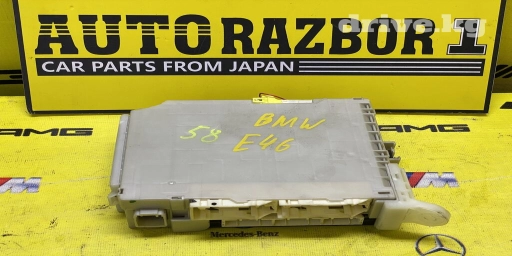 AUTORAZBOR 1
CAR PARTS FROM JAPAN
drive.kg
58
BMW
E46
AMG
AMG
M
M
Mercedes-Benz